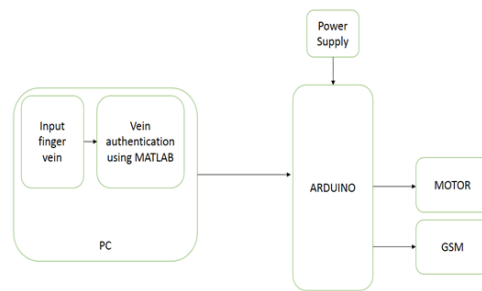 Power
Supply
Input
finger
vein
Vein
authentication
using MATLAB
PC
ARDUINO
MOTOR
GSM